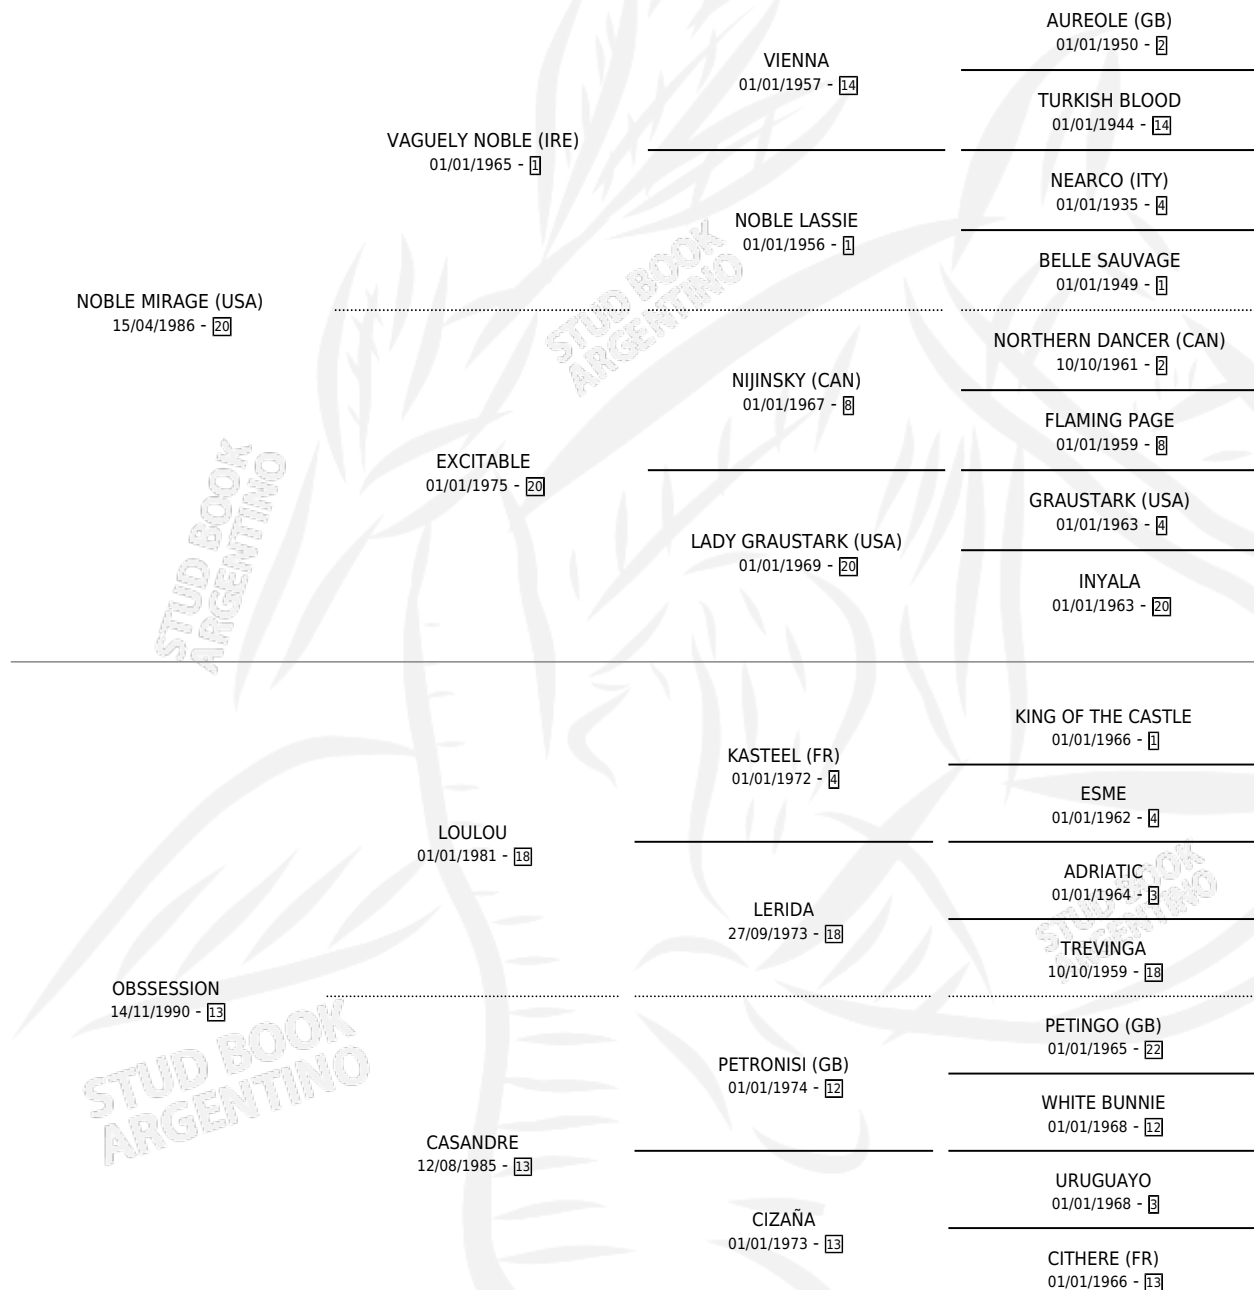 AUREOLE (GB)
01/01/1950 - 2
VIENNA
01/01/1957 - 14
TURKISH BLOOD
01/01/1944 - 14
VAGUELY NOBLE (IRE)
01/01/1965 - 1
NEARCO (ITY)
01/01/1935 - 4
NOBLE LASSIE
01/01/1956 - 1
BELLE SAUVAGE
01/01/1949 - 1
NOBLE MIRAGE (USA)
15/04/1986 - 20
NORTHERN DANCER (CAN)
10/10/1961 - 2
NIJINSKY (CAN)
01/01/1967 - 8
FLAMING PAGE
01/01/1959 - 8
EXCITABLE
01/01/1975 - 20
GRAUSTARK (USA)
01/01/1963 - 4
LADY GRAUSTARK (USA)
01/01/1969 - 20
INYALA
01/01/1963 - 20
KING OF THE CASTLE
01/01/1966 - 1
KASTEEL (FR)
01/01/1972 - 4
ESME
01/01/1962 - 4
LOULOU
01/01/1981 - 18
ADRIATIC
01/01/1964 - 3
LERIDA
27/09/1973 - 18
TREVINGA
10/10/1959 - 18
OBSSESSION
14/11/1990 - 13
PETINGO (GB)
01/01/1965 - 22
PETRONISI (GB)
01/01/1974 - 12
WHITE BUNNIE
01/01/1968 - 12
CASANDRE
12/08/1985 - 13
URUGUAYO
01/01/1968 - 3
CIZAÑA
01/01/1973 - 13
CITHERE (FR)
01/01/1966 - 13
STUD BOOK
ARGENTINO
STUD BOOK
ARGENTINO
STUD BOOK
ARGENTINO
STUD BOOK
ARGENTINO